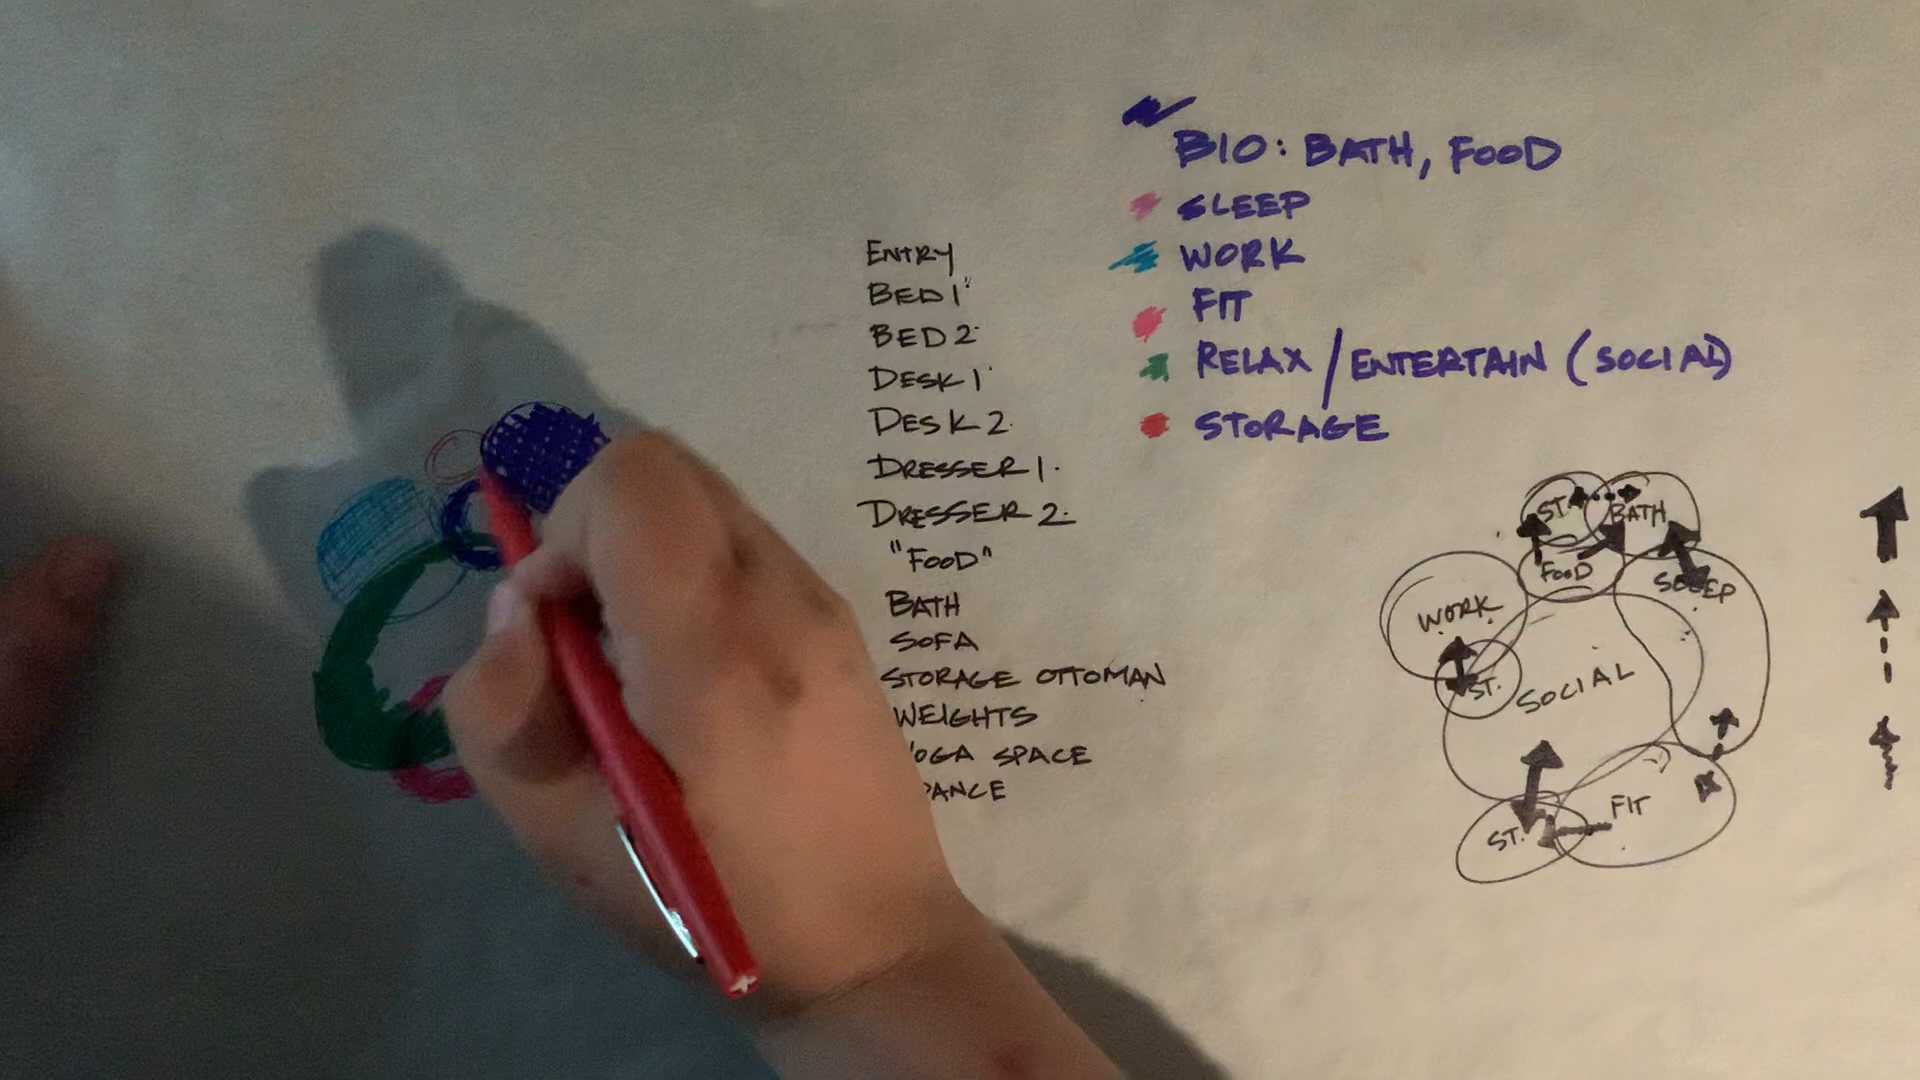 BIO: BATH, FOOD
SLEEP
WORK
FIT
RELAX / ENTERTAIN (SOCIAL)
STORAGE
ENTRY
BED 1
BED 2
DESK 1
DESK 2
DRESSER 1
DRESSER 2
"FOOD"
BATH
SOFA
STORAGE OTTOMAN
WEIGHTS
OGA SPACE
DANCE
ST.
BATH
FOOD
SLEEP
WORK
ST.
SOCIAL
FIT
ST.